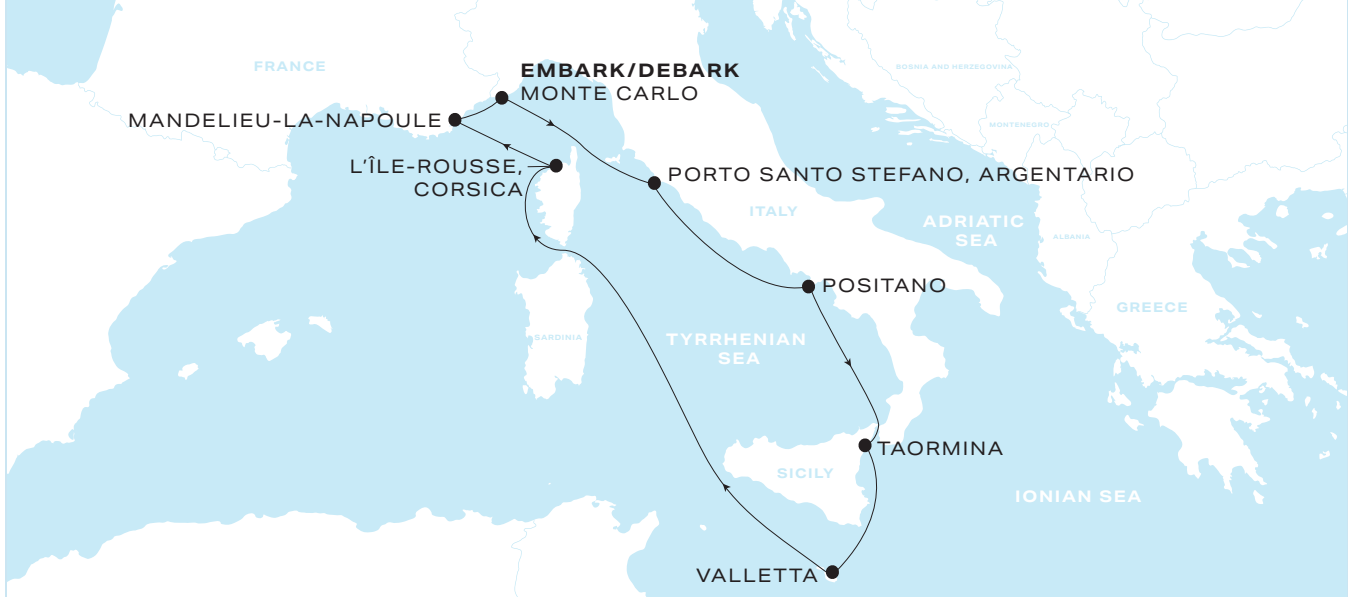 FRANCE
BOSNIA AND HERZEGOVINA
EMBARK/DEBARK
MONTE CARLO
MANDELIEU-LA-NAPOULE
MONTENEGRO
L'ÎLE-ROUSSE,
CORSICA
PORTO SANTO STEFANO, ARGENTARIO
ITALY
ADRIATIC
SEA
ALBANIA
POSITANO
GREECE
SARDINIA
TYRRHENIAN
SEA
TAORMINA
SICILY
IONIAN SEA
VALLETTA